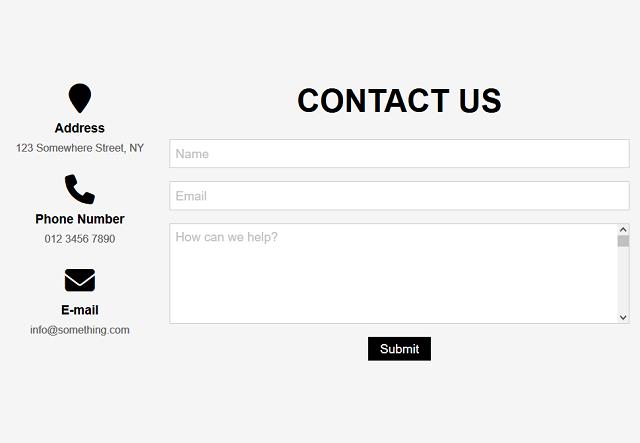 CONTACT US
Address
123 Somewhere Street, NY
Phone Number
012 3456 7890
E-mail
info@something.com
Name
Email
How can we help?
Submit